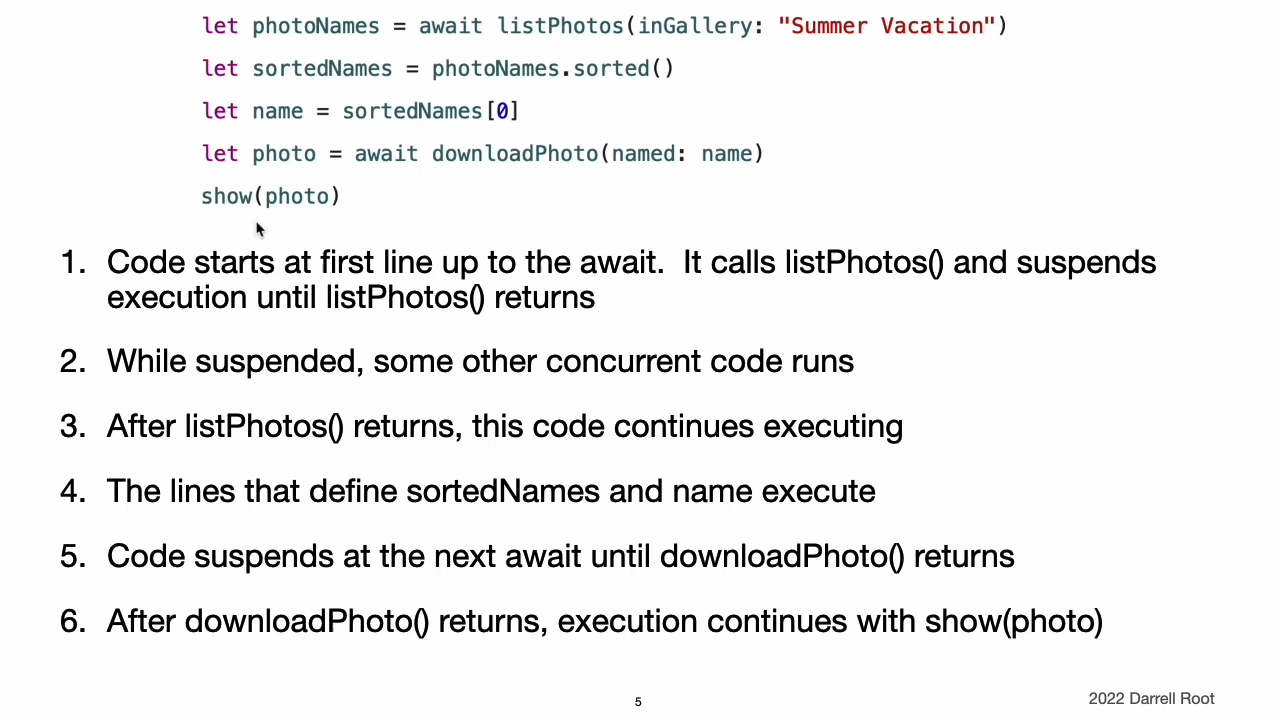 let photoNames = await listPhotos(inGallery: "Summer Vacation")
let sortedNames = photoNames.sorted()
let name = sortedNames[0]
let photo = await downloadPhoto(named: name)
show(photo)
1. Code starts at first line up to the await. It calls listPhotos() and suspends
execution until listPhotos() returns
2. While suspended, some other concurrent code runs
3. After listPhotos() returns, this code continues executing
4. The lines that define sortedNames and name execute
5. Code suspends at the next await until downloadPhoto() returns
6. After downloadPhoto() returns, execution continues with show(photo)
5
2022 Darrell Root